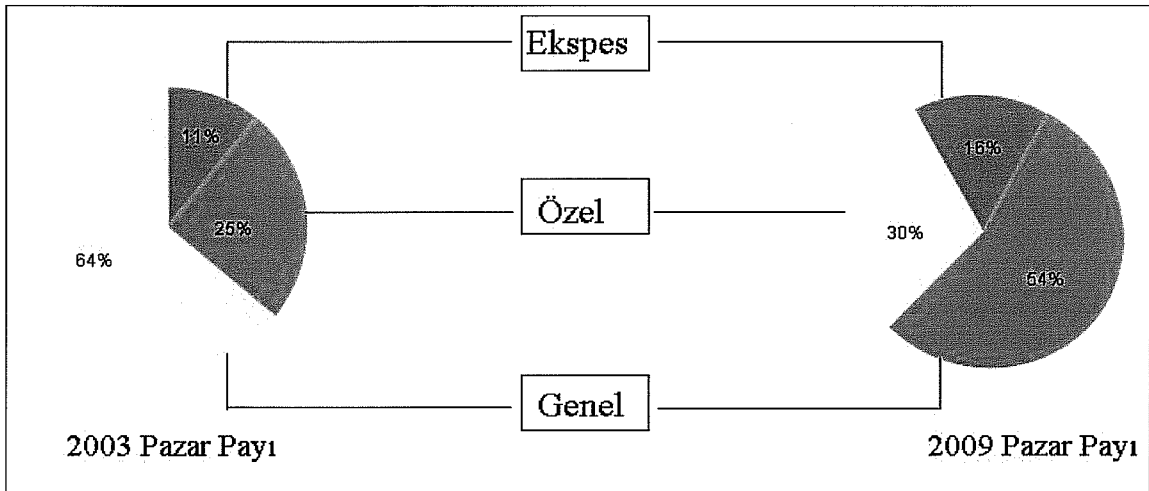 Ekspes
11%
16%
Özel
25%
30%
64%
54%
Genel
2003 Pazar Payı
2009 Pazar Payı